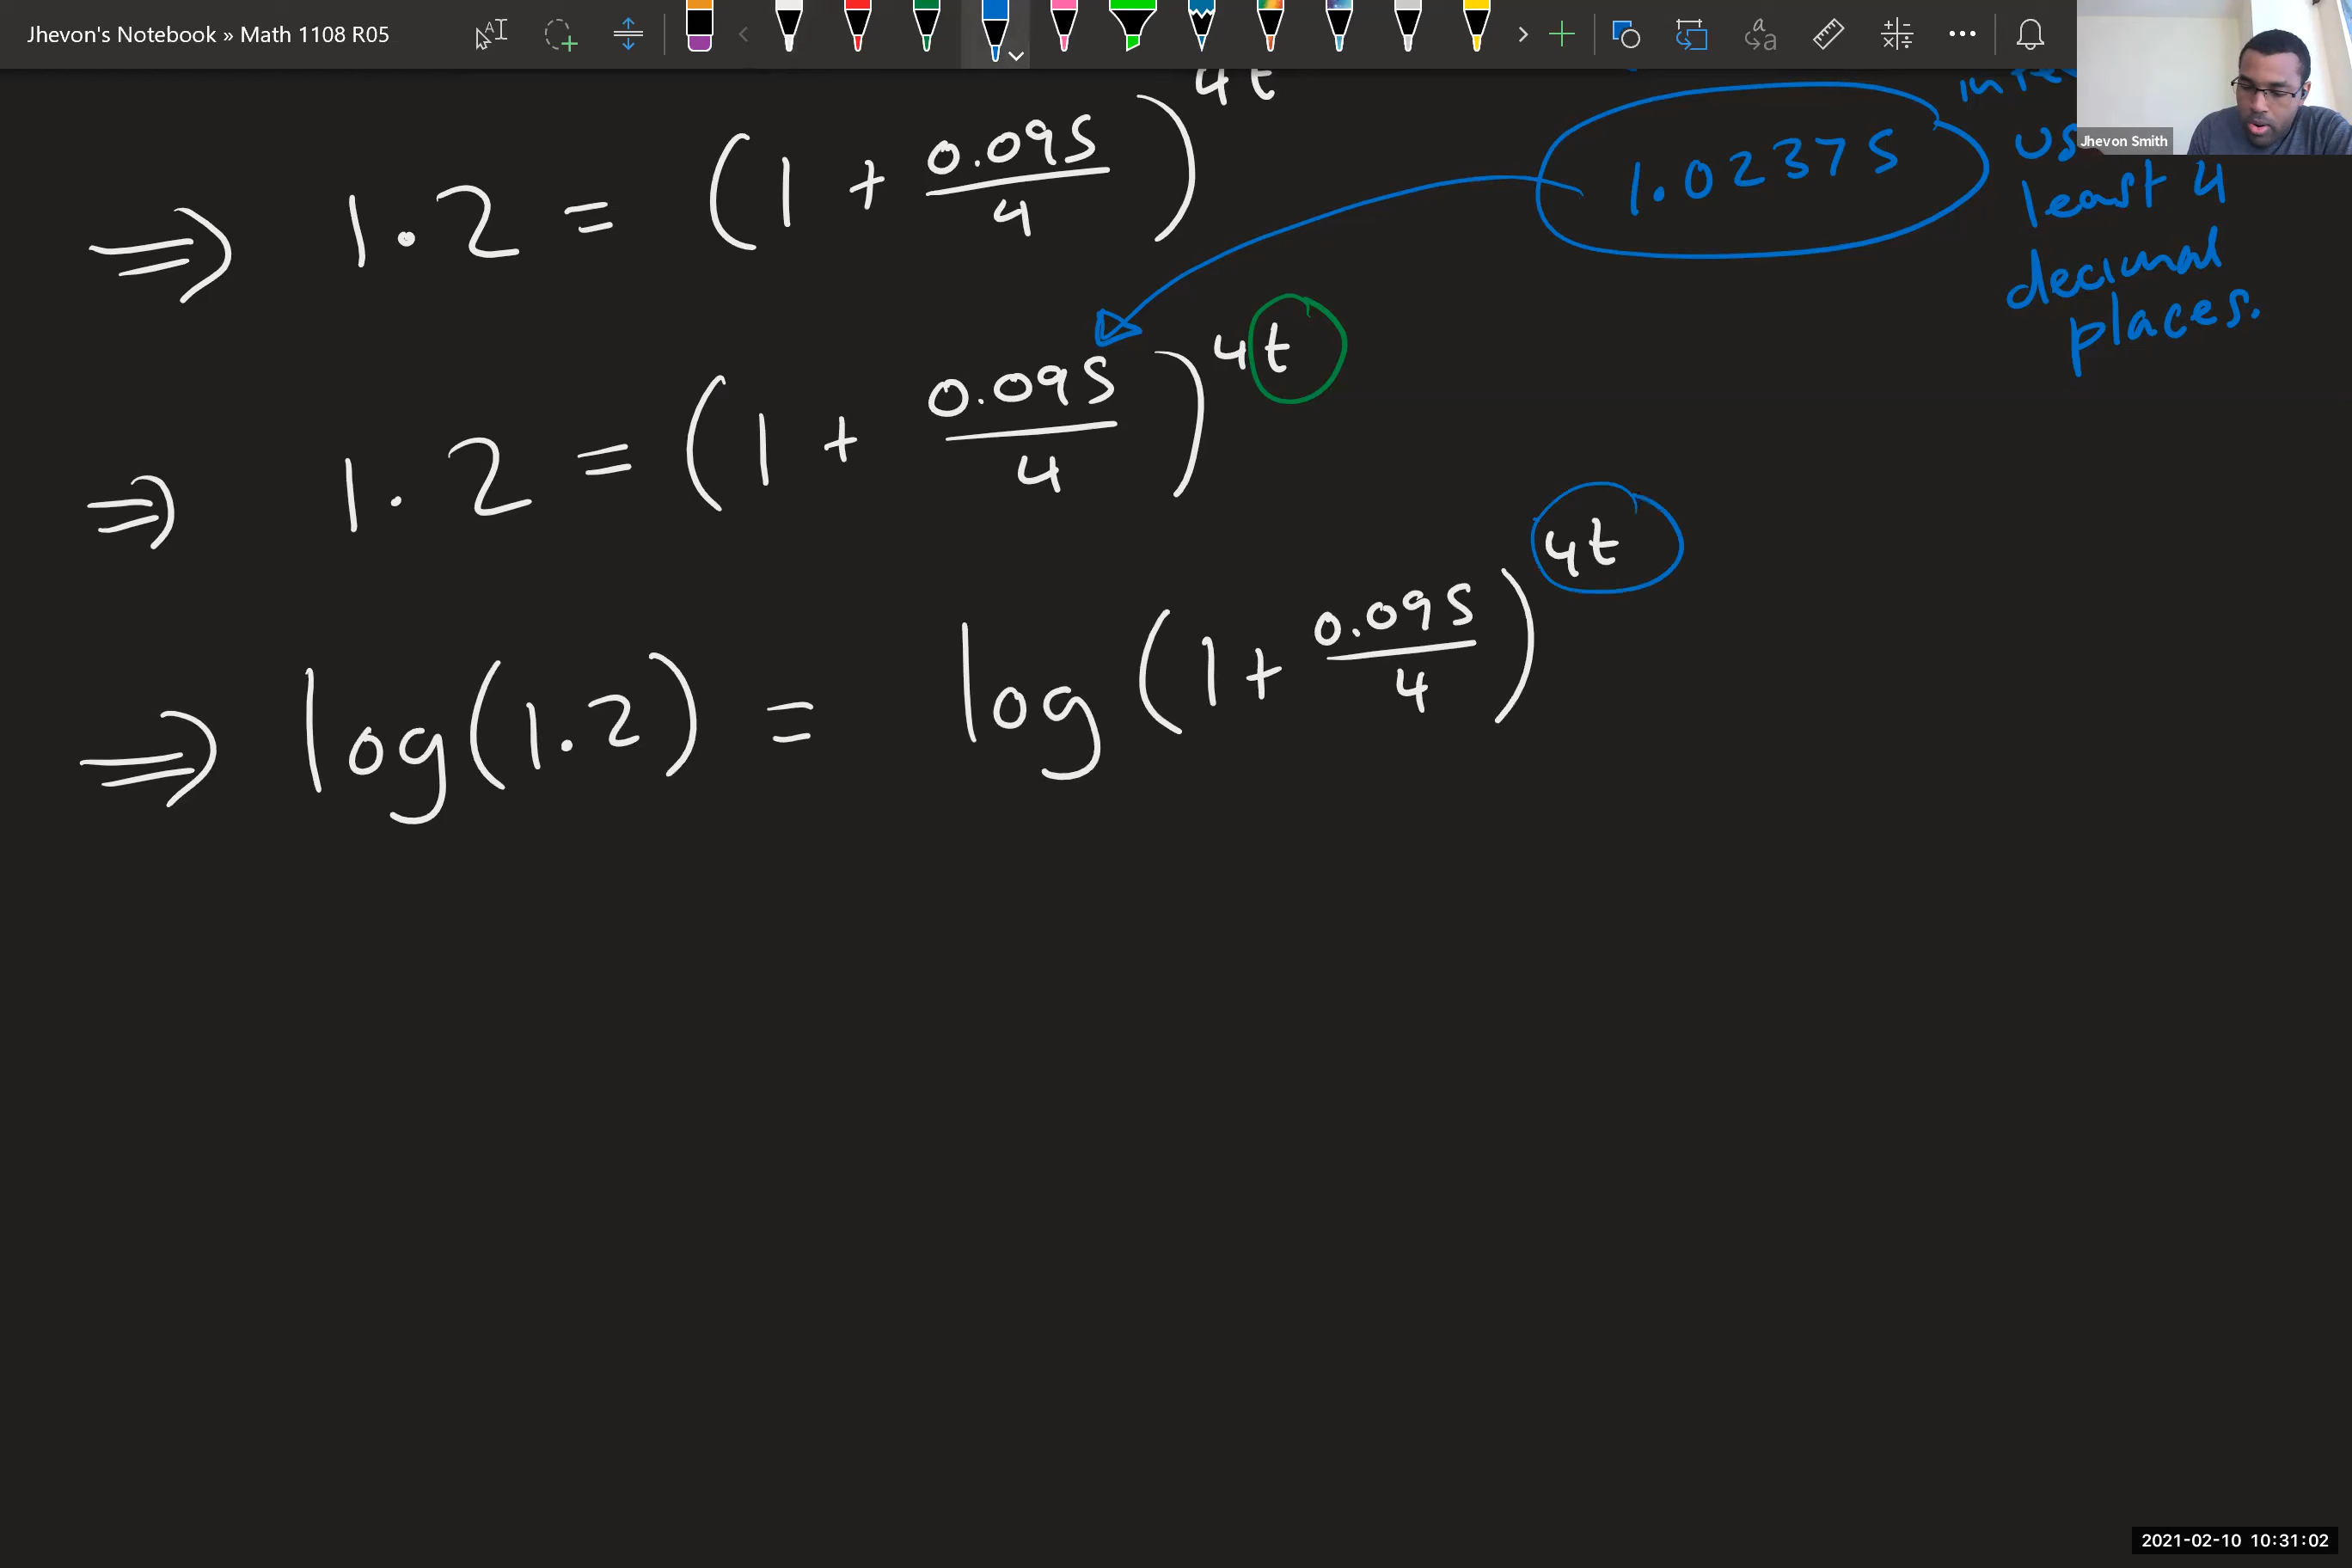 Jhevon's Notebook » Math 1108 R05
4t
⇒ 1.2 = (1 + 0.095/4)
1.02375
least 4
decimal
places.
Jhevon Smith
⇒ 1.2 = (1 + 0.095/4)^4t
⇒ log(1.2) = log(1 + 0.095/4)^4t
2021-02-10 10:31:02